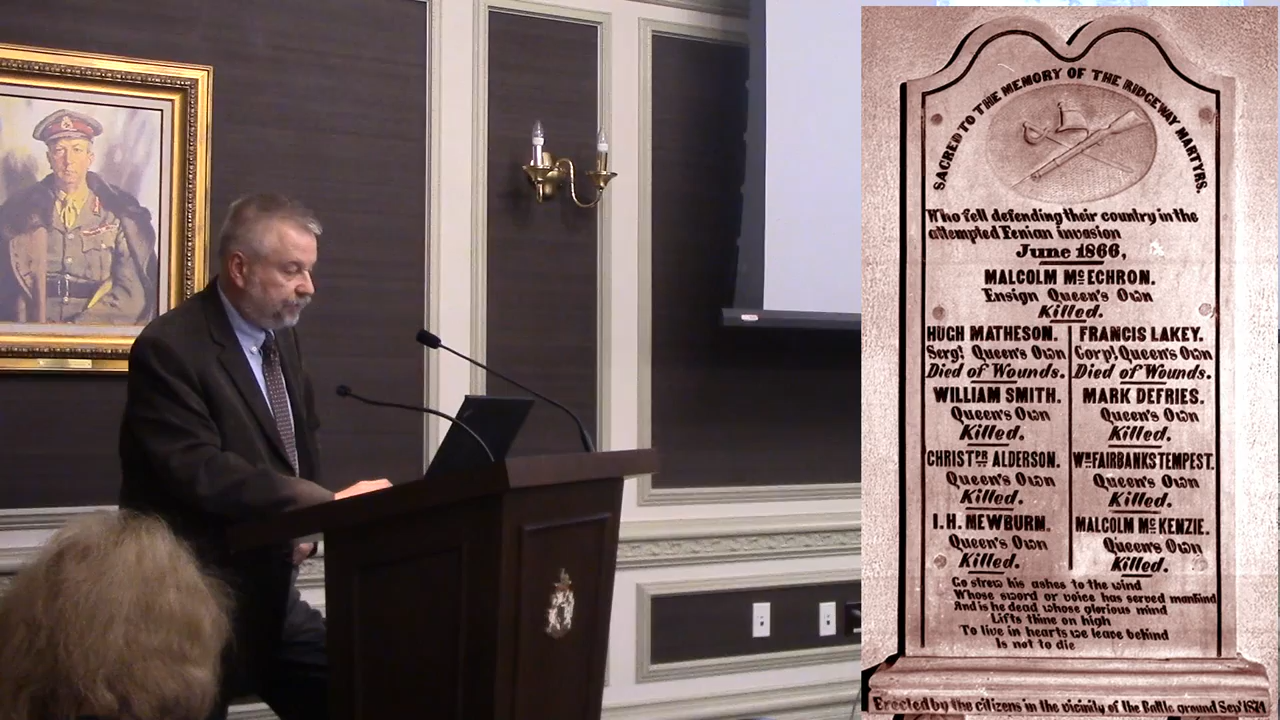 SACRED TO THE MEMORY OF THE RIDGEWAY MARTYRS.
Who fell defending their country in the
attempted Fenian invasion
June 1866,
MALCOLM McECHRON.
Ensign Queen's Own
Killed.
HUGH MATHESON.
Sergt. Queen's Own
Died of Wounds.
FRANCIS LAKEY.
Corpl. Queen's Own
Died of Wounds.
WILLIAM SMITH.
Queen's Own
Killed.
MARK DEFRIES.
Queen's Own
Killed.
CHRISTPR ALDERSON.
Queen's Own
Killed.
WM FAIRBANKS TEMPEST.
Queen's Own
Killed.
I.H. NEWBURN.
Queen's Own
Killed.
MALCOLM McKENZIE.
Queen's Own
Killed.
Go strew his ashes to the wind
Whose sword or voice has served mankind
And is he dead whose glorious mind
Lifts thine on high
To live in hearts we leave behind
Is not to die
Erected by the citizens in the vicinity of the Battle ground Sept 1874